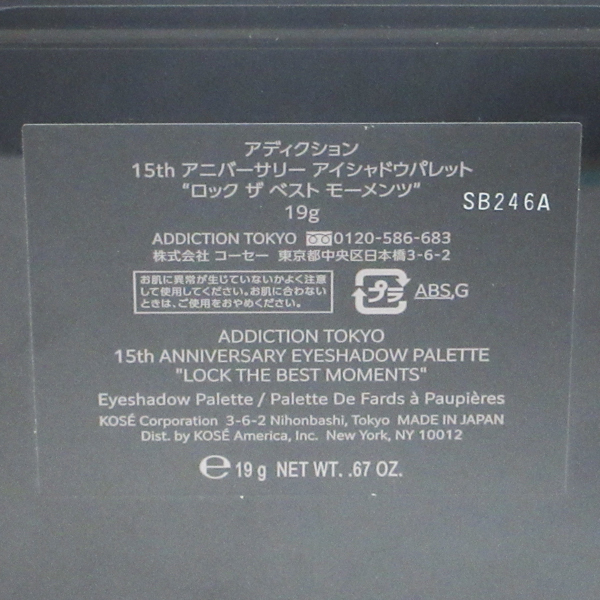 アディクション
15th アニバーサリー アイシャドウパレット
"ロック ザ ベスト モーメンツ"
SB246A
19g
ADDICTION TOKYO 0120-586-683
株式会社 コーセー 東京都中央区日本橋3-6-2
お肌に異常が生じていないかよく注意
して使用してください。お肌に合わない
ときは、ご使用をおやめください。
プラ ABS,G
ADDICTION TOKYO
15th ANNIVERSARY EYESHADOW PALETTE
"LOCK THE BEST MOMENTS"
Eyeshadow Palette / Palette De Fards à Paupières
KOSÉ Corporation 3-6-2 Nihonbashi, Tokyo MADE IN JAPAN
Dist. by KOSÉ America, Inc. New York, NY 10012
℮ 19 g NET WT. .67 OZ.